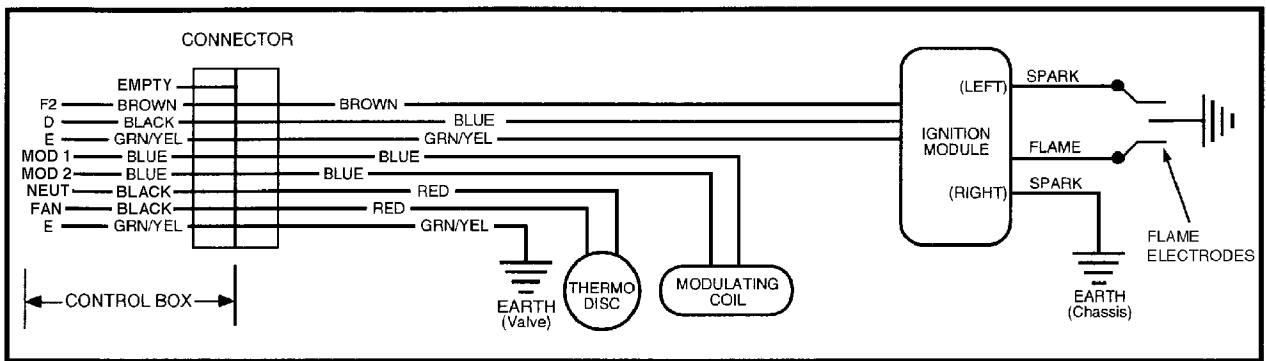 CONNECTOR
EMPTY
F2 BROWN BROWN
D BLACK BLUE
E GRN/YEL GRN/YEL
MOD 1 BLUE BLUE
MOD 2 BLUE BLUE
NEUT BLACK RED
FAN BLACK RED
E GRN/YEL GRN/YEL
CONTROL BOX
EARTH
(Valve)
THERMO
DISC
MODULATING
COIL
(LEFT)
IGNITION
MODULE
(RIGHT)
SPARK
FLAME
SPARK
EARTH
(Chassis)
FLAME
ELECTRODES